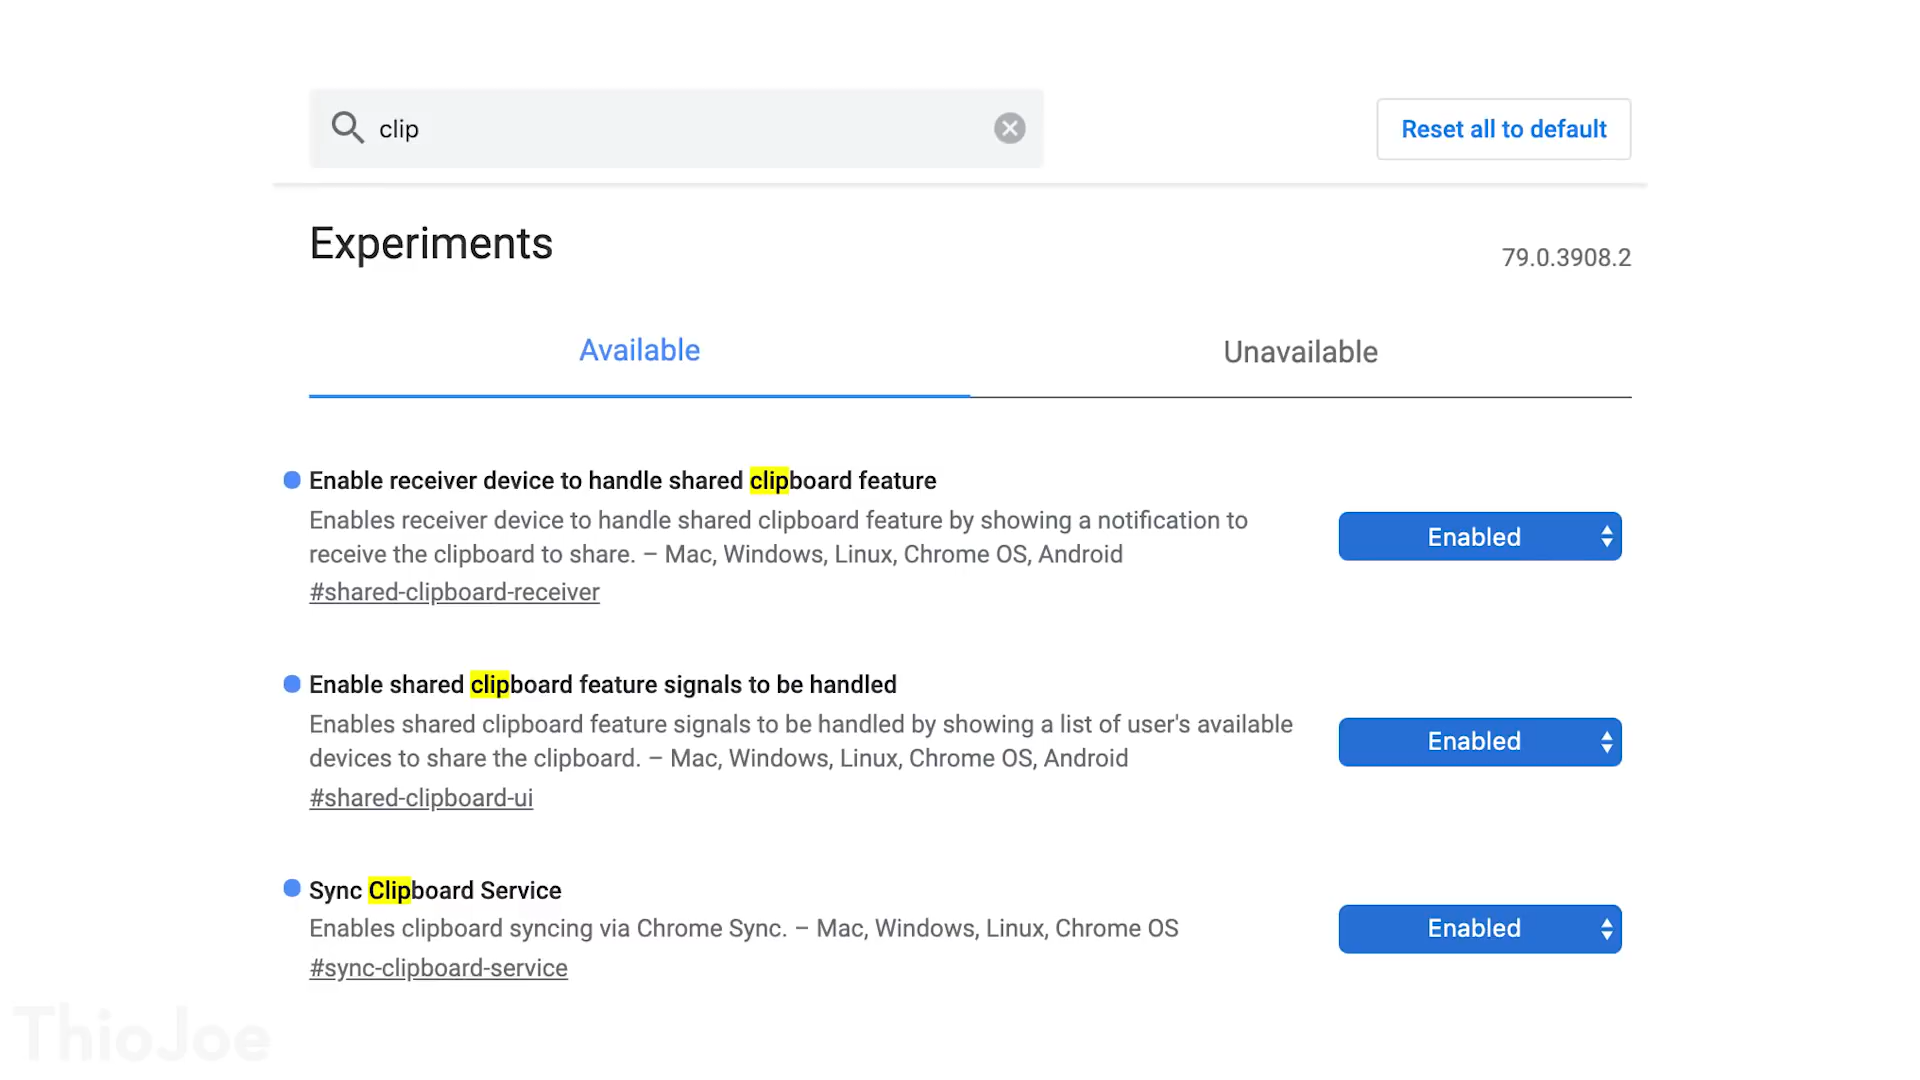 clip
Reset all to default
Experiments
79.0.3908.2
Available
Unavailable
Enable receiver device to handle shared clipboard feature
Enables receiver device to handle shared clipboard feature by showing a notification to
receive the clipboard to share. – Mac, Windows, Linux, Chrome OS, Android
#shared-clipboard-receiver
Enabled
Enable shared clipboard feature signals to be handled
Enables shared clipboard feature signals to be handled by showing a list of user's available
devices to share the clipboard. – Mac, Windows, Linux, Chrome OS, Android
#shared-clipboard-ui
Enabled
Sync Clipboard Service
Enables clipboard syncing via Chrome Sync. – Mac, Windows, Linux, Chrome OS
#sync-clipboard-service
Enabled
ThioJoe